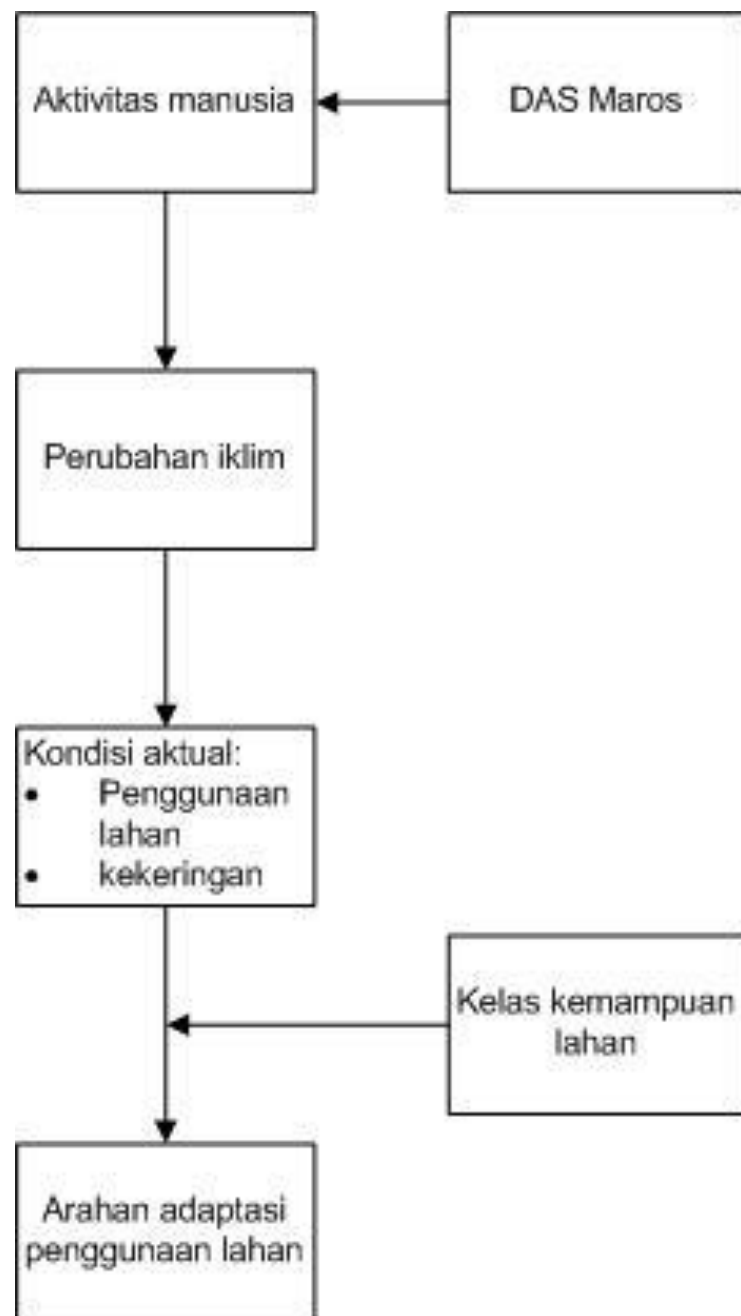 Aktivitas manusia
DAS Maros
Perubahan iklim
Kondisi aktual:
• Penggunaan
lahan
• kekeringan
Kelas kemampuan
lahan
Arahan adaptasi
penggunaan lahan